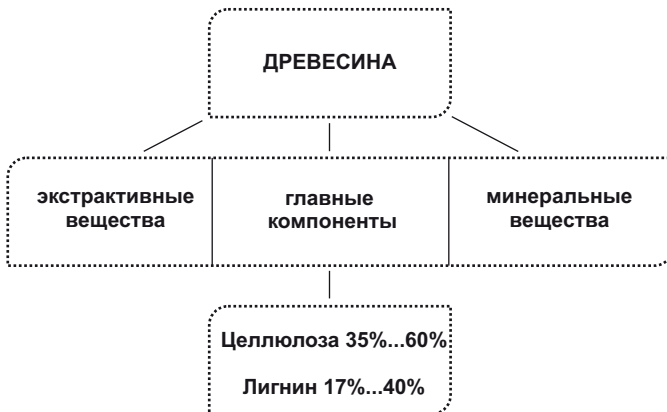 ДРЕВЕСИНА
экстрактивные
вещества
главные
компоненты
минеральные
вещества
Целлюлоза 35%...60%
Лигнин 17%...40%